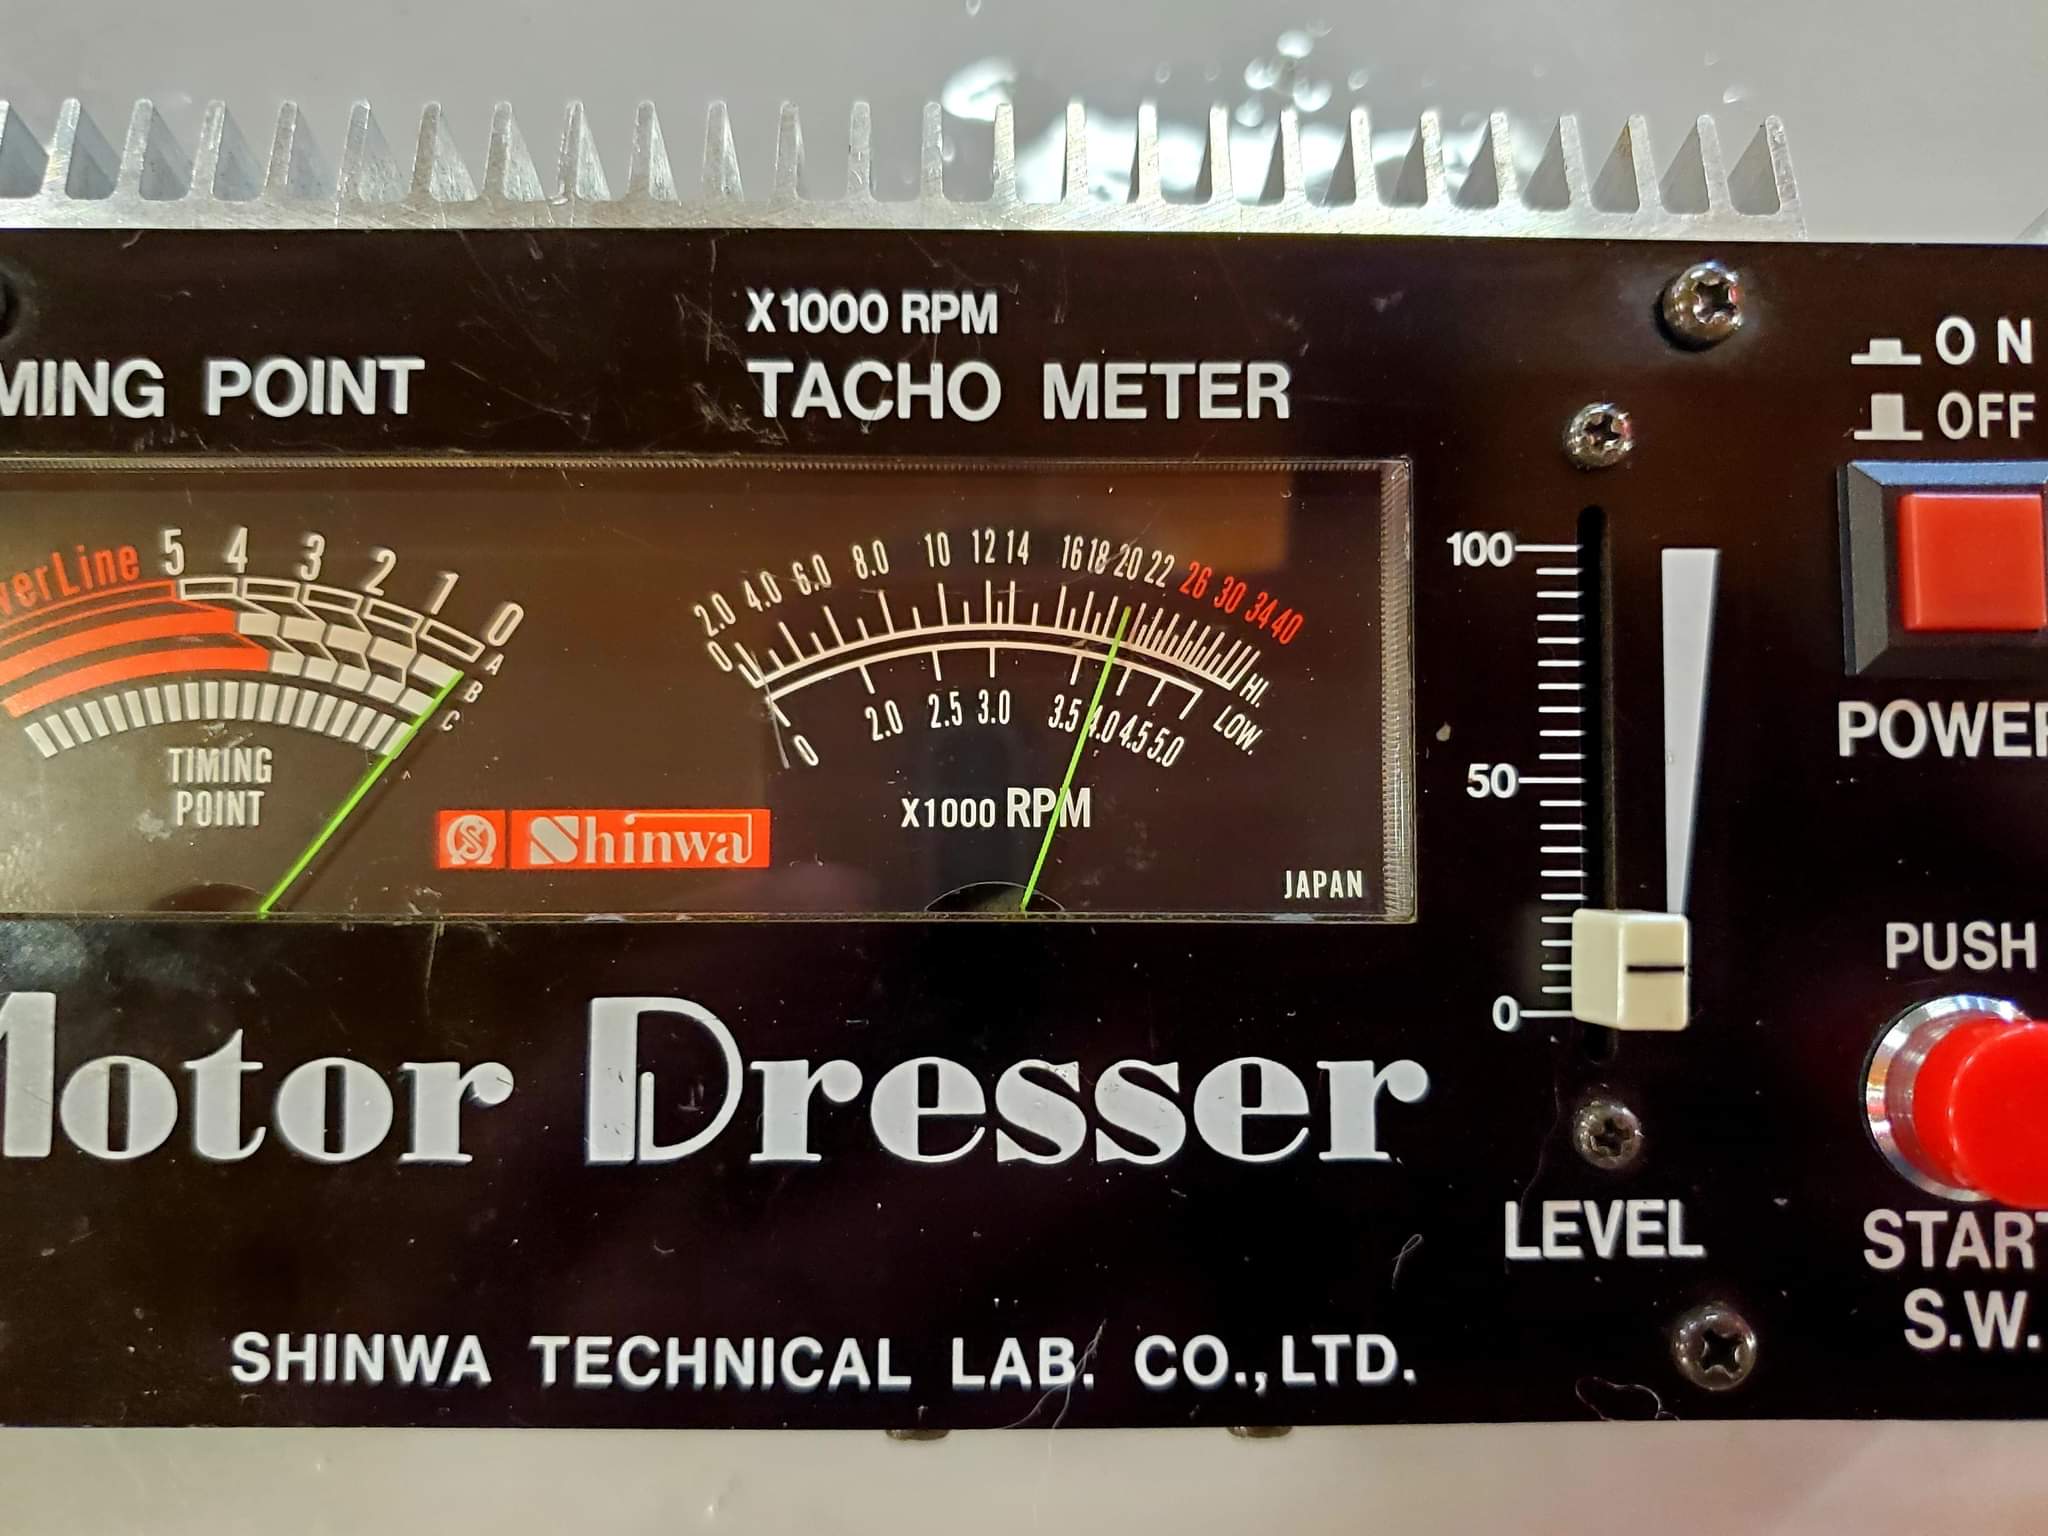 X1000 RPM
MING POINT
TACHO METER
O N
OFF
verLine 5 4 3 2 1 0
A
B
C
TIMING
POINT
Shinwa
0 2.0 4.0 6.0 8.0 10 12 14 16 18 20 22 26 30 34 40
HI.
LOW.
0 2.0 2.5 3.0 3.5 4.0 4.5 5.0
X1000 RPM
JAPAN
100
50
0
LEVEL
POWER
PUSH
START
S.W.
Motor Dresser
SHINWA TECHNICAL LAB. CO.,LTD.